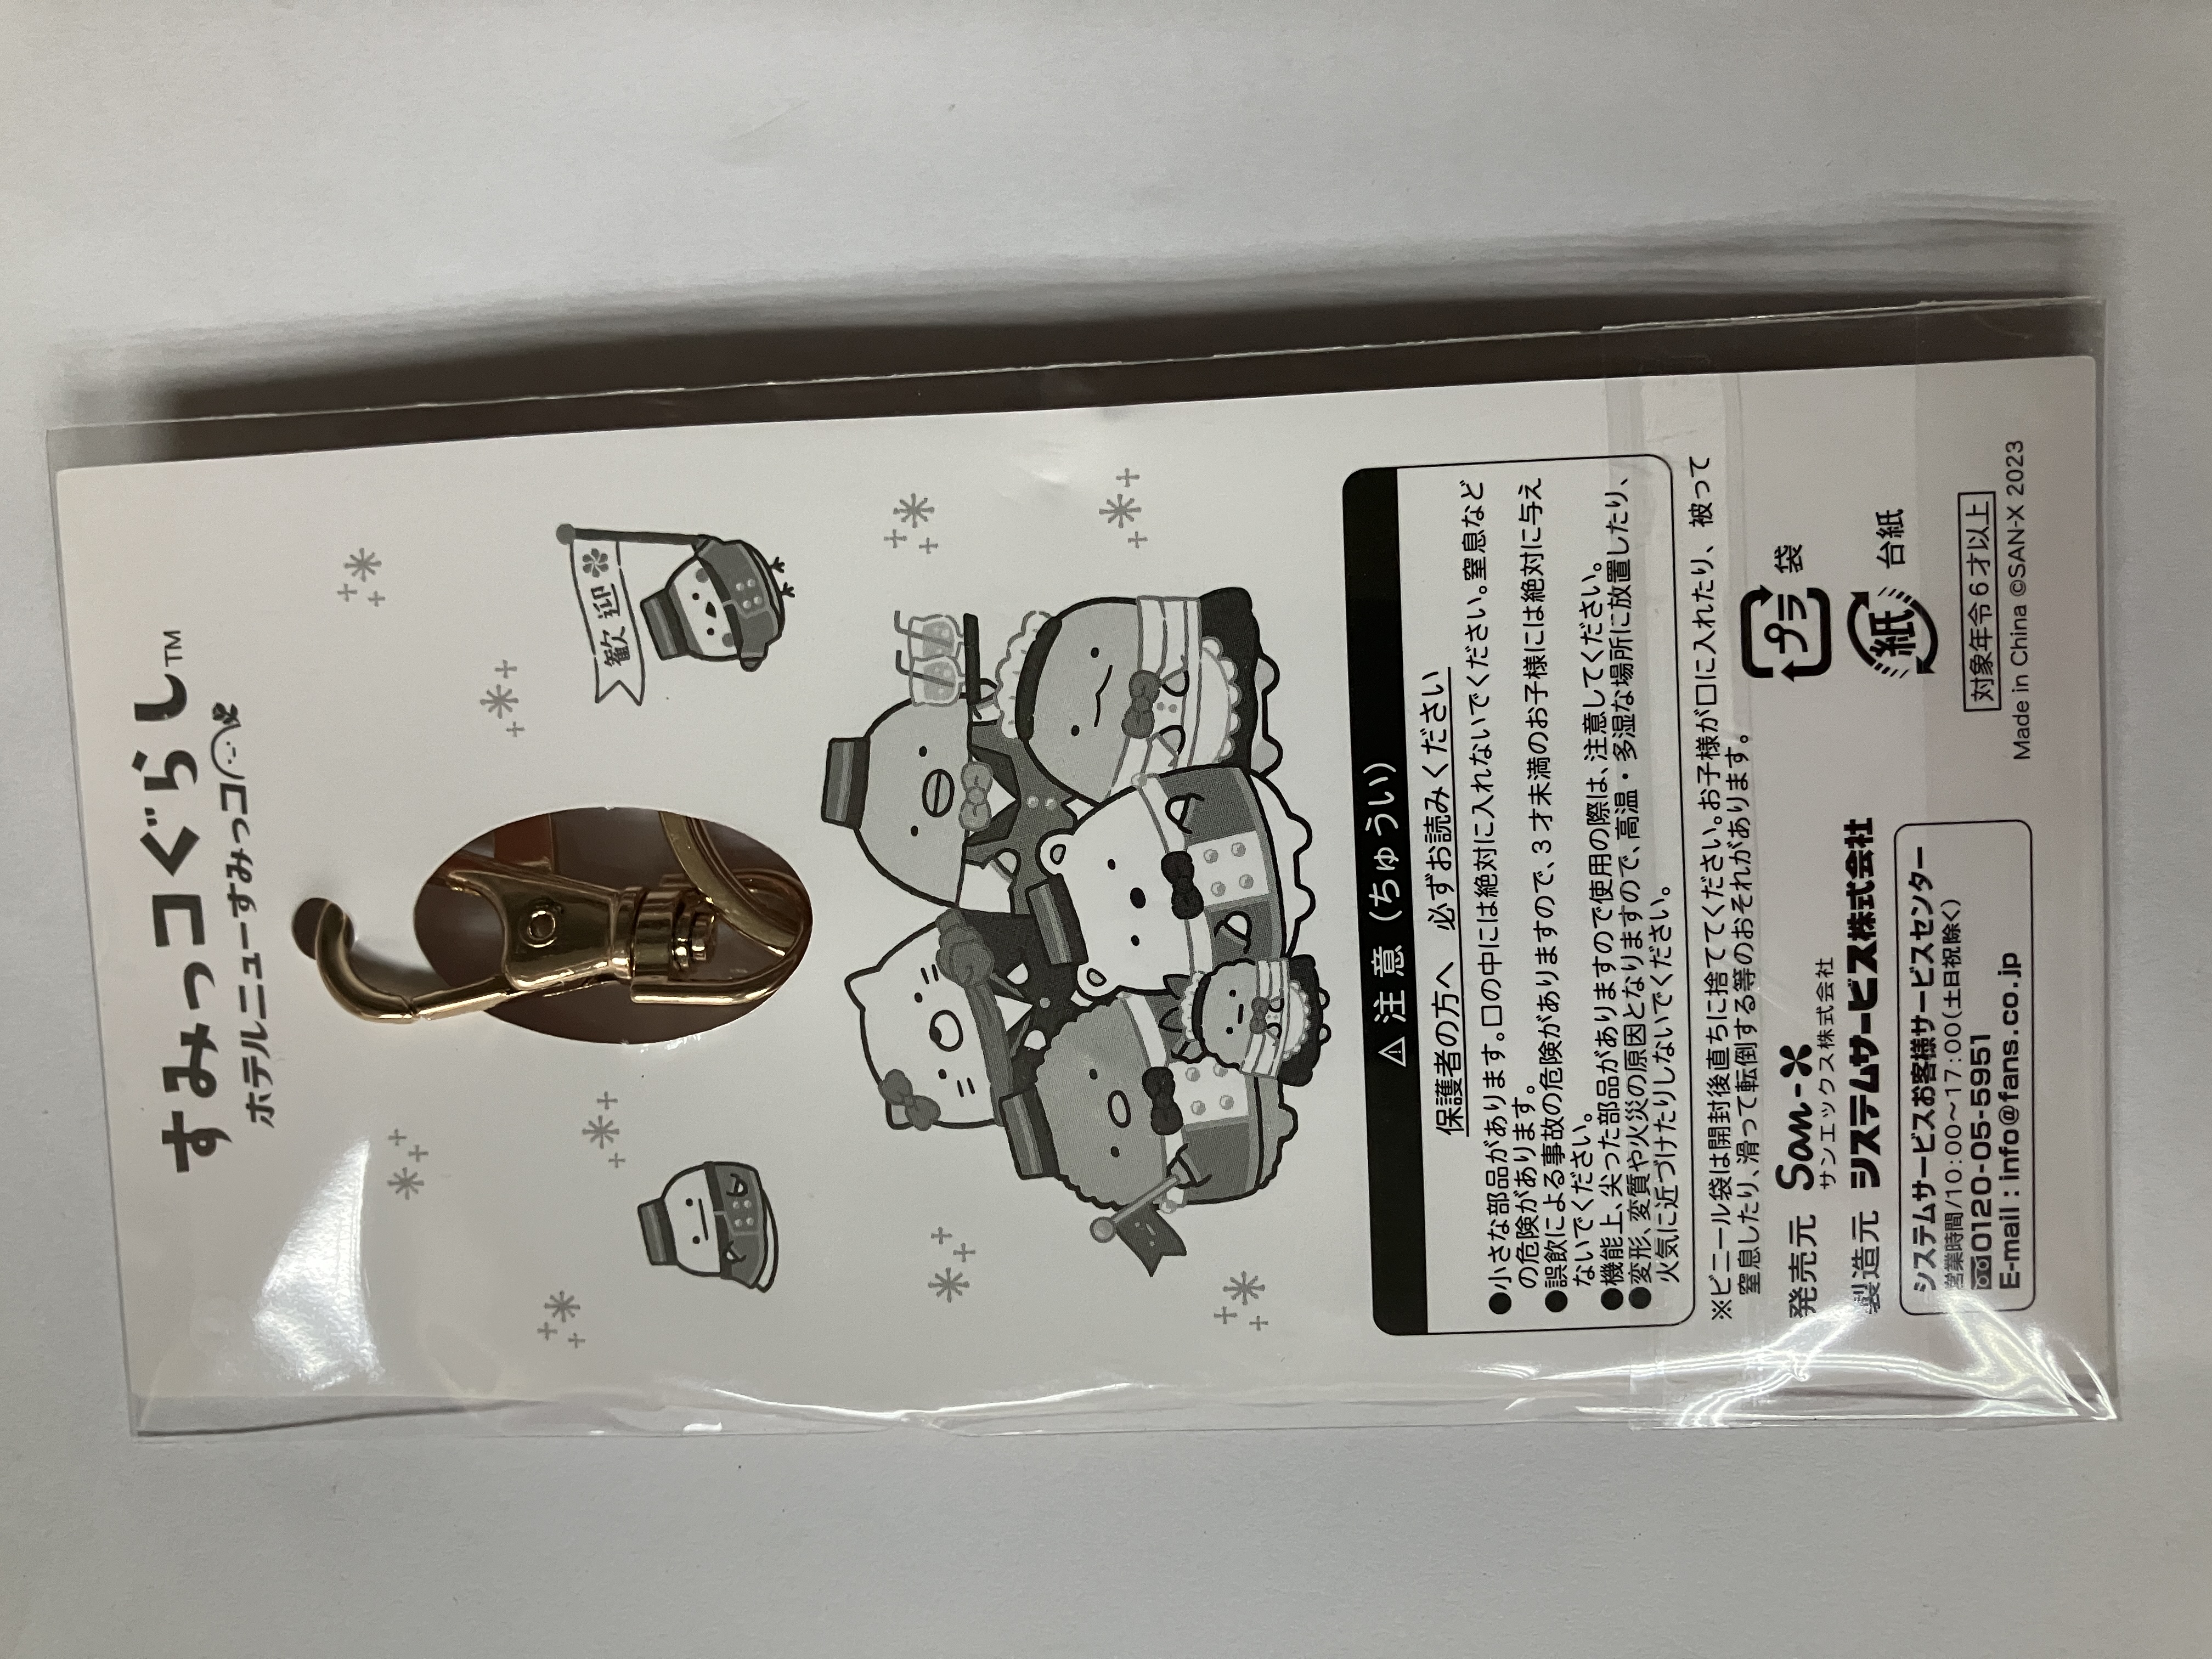 すみっコぐらし™
ホテルニューすみっコ
歓迎
⚠注意(ちゅうい)
保護者の方へ 必ずお読みください
●小さな部品があります。口の中には絶対に入れないでください。窒息など
の危険があります。
●誤飲による事故の危険がありますので、3才未満のお子様には絶対に与え
ないでください。
●機能上、尖った部品がありますので使用の際は、注意してください。
●変形、変質や火災の原因となりますので、高温・多湿な場所に放置したり、
火気に近づけたりしないでください。
※ビニール袋は開封後直ちに捨ててください。お子様が口に入れたり、被って
窒息したり、滑って転倒する等のおそれがあります。
発売元 San-X
サンエックス株式会社
製造元 システムサービス株式会社
プラ 袋
紙 台紙
システムサービスお客様サービスセンター
営業時間/10:00~17:00(土日祝除く)
0120-05-5951
E-mail : info@fans.co.jp
対象年令6才以上
Made in China ©SAN-X 2023